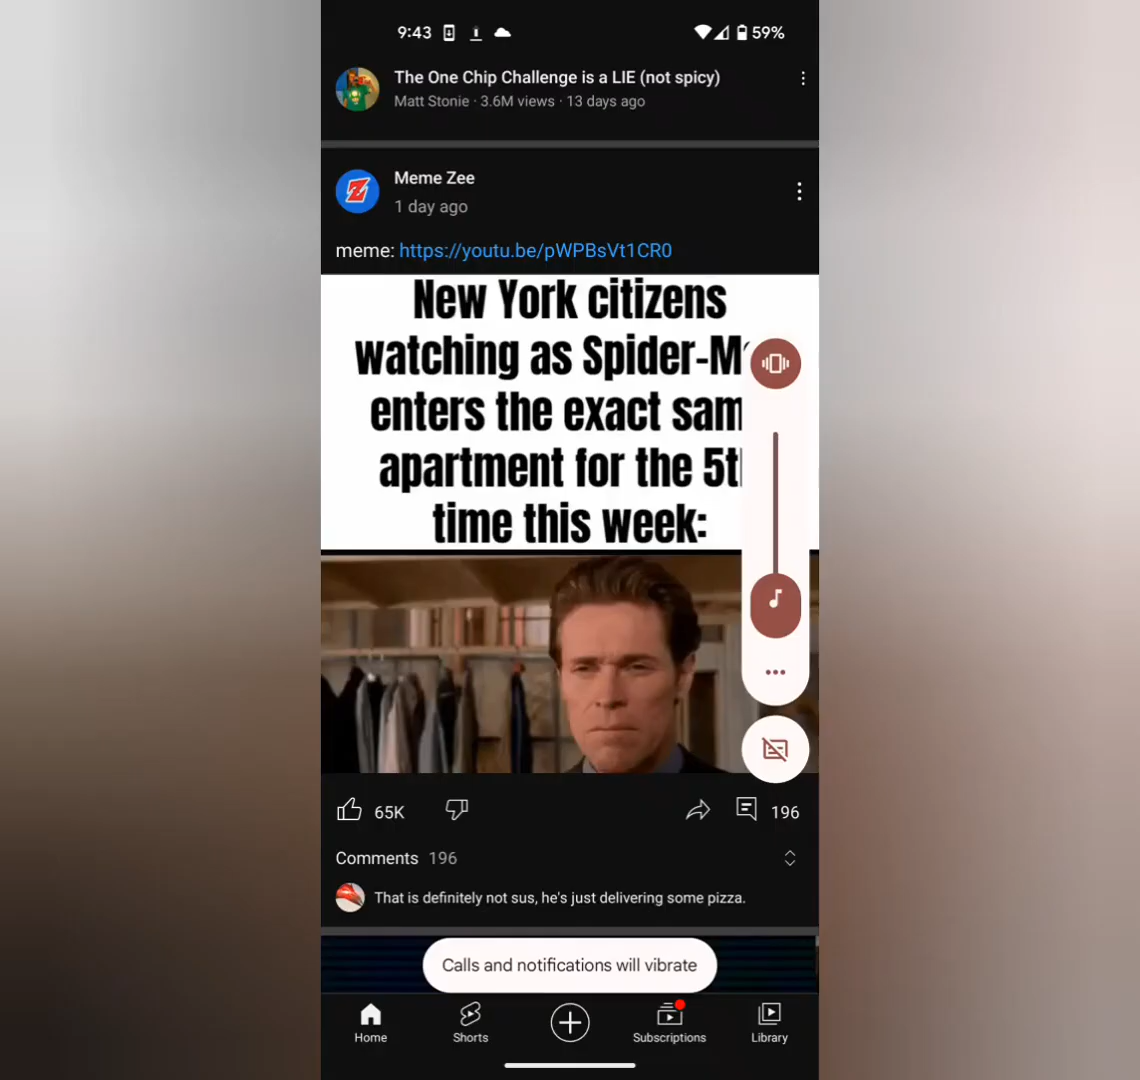 9:43
59%
The One Chip Challenge is a LIE (not spicy)
Matt Stonie · 3.6M views · 13 days ago
Meme Zee
1 day ago
meme: https://youtu.be/pWPBsVt1CR0
New York citizens
watching as Spider-M
enters the exact sam
apartment for the 5t
time this week:
65K
196
Comments 196
That is definitely not sus, he's just delivering some pizza.
Calls and notifications will vibrate
Home
Shorts
Subscriptions
Library